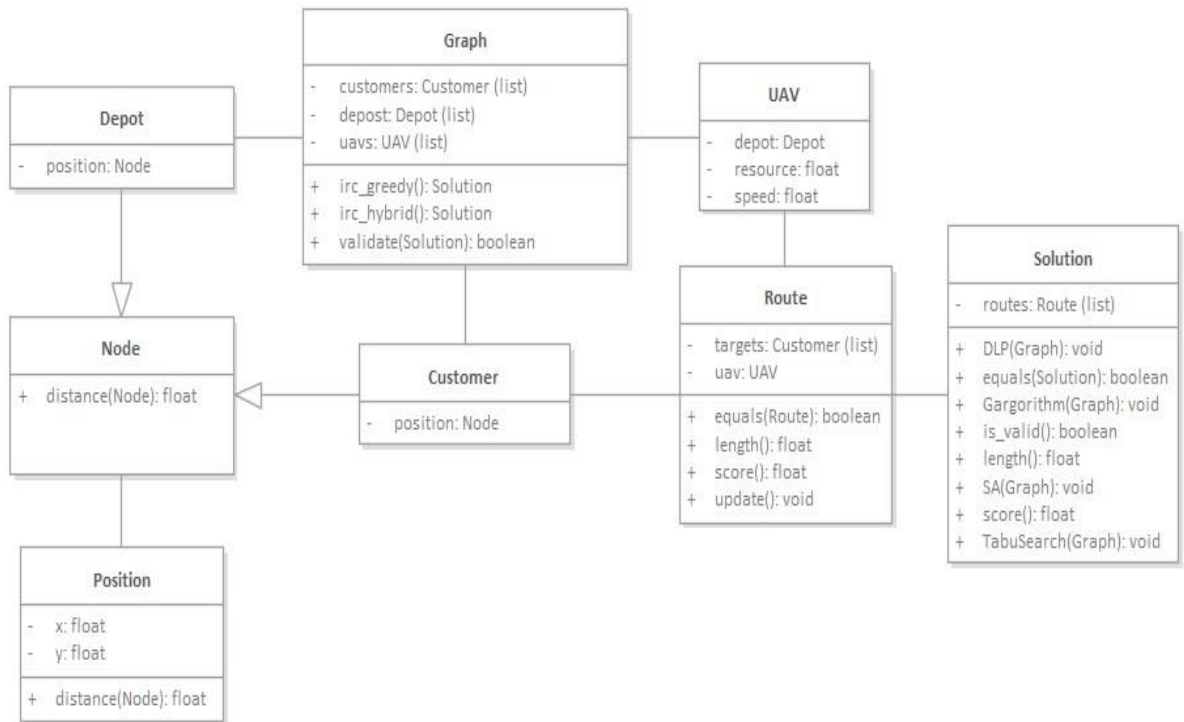 Graph
- customers: Customer (list)
- depost: Depot (list)
- uavs: UAV (list)
+ irc_greedy(): Solution
+ irc_hybrid(): Solution
+ validate(Solution): boolean
Depot
- position: Node
UAV
- depot: Depot
- resource: float
- speed: float
Solution
- routes: Route (list)
+ DLP(Graph): void
+ equals(Solution): boolean
+ Gargorithm(Graph): void
+ is_valid(): boolean
+ length(): float
+ SA(Graph): void
+ score(): float
+ TabuSearch(Graph): void
Route
- targets: Customer (list)
- uav: UAV
+ equals(Route): boolean
+ length(): float
+ score(): float
+ update(): void
Node
+ distance(Node): float
Customer
- position: Node
Position
- x: float
- y: float
+ distance(Node): float